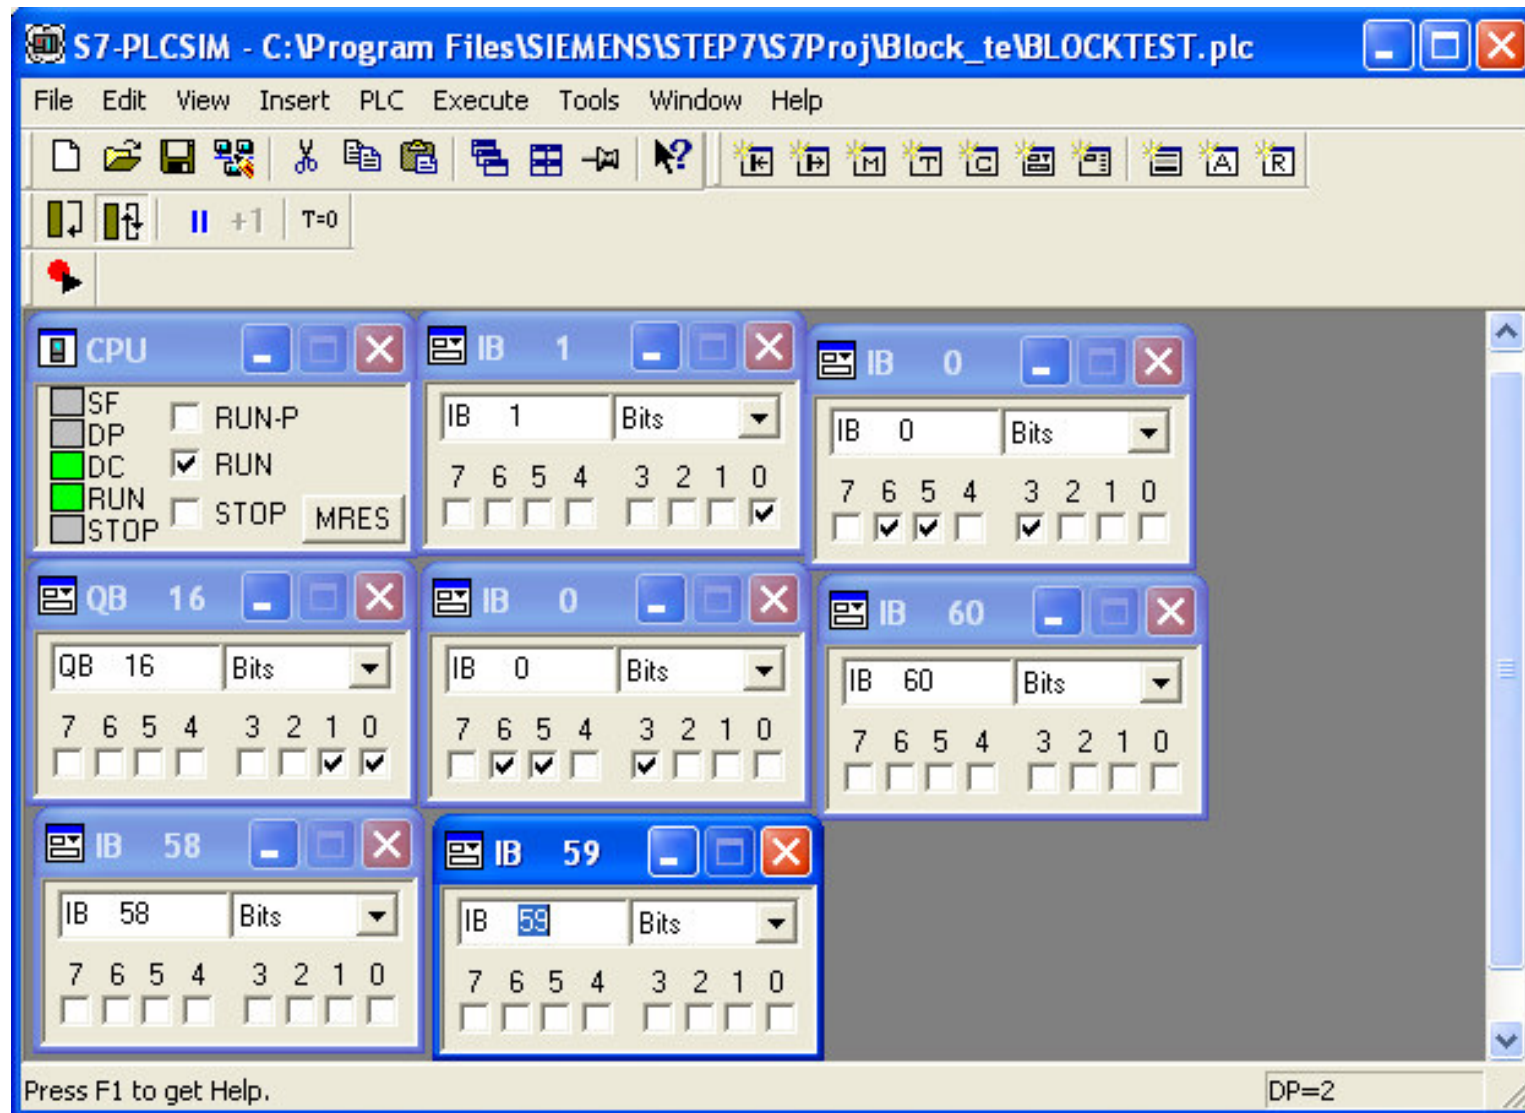 S7-PLCSIM - C:\Program Files\SIEMENS\STEP7\S7Proj\Block_te\BLOCKTEST.plc
File Edit View Insert PLC Execute Tools Window Help
+1 T=0
CPU
SF
DP
DC
RUN
STOP
RUN-P
RUN
STOP MRES
IB 1
IB 1 Bits
7 6 5 4 3 2 1 0
IB 0
IB 0 Bits
7 6 5 4 3 2 1 0
QB 16
QB 16 Bits
7 6 5 4 3 2 1 0
IB 0
IB 0 Bits
7 6 5 4 3 2 1 0
IB 60
IB 60 Bits
7 6 5 4 3 2 1 0
IB 58
IB 58 Bits
7 6 5 4 3 2 1 0
IB 59
IB 59 Bits
7 6 5 4 3 2 1 0
Press F1 to get Help.
DP=2